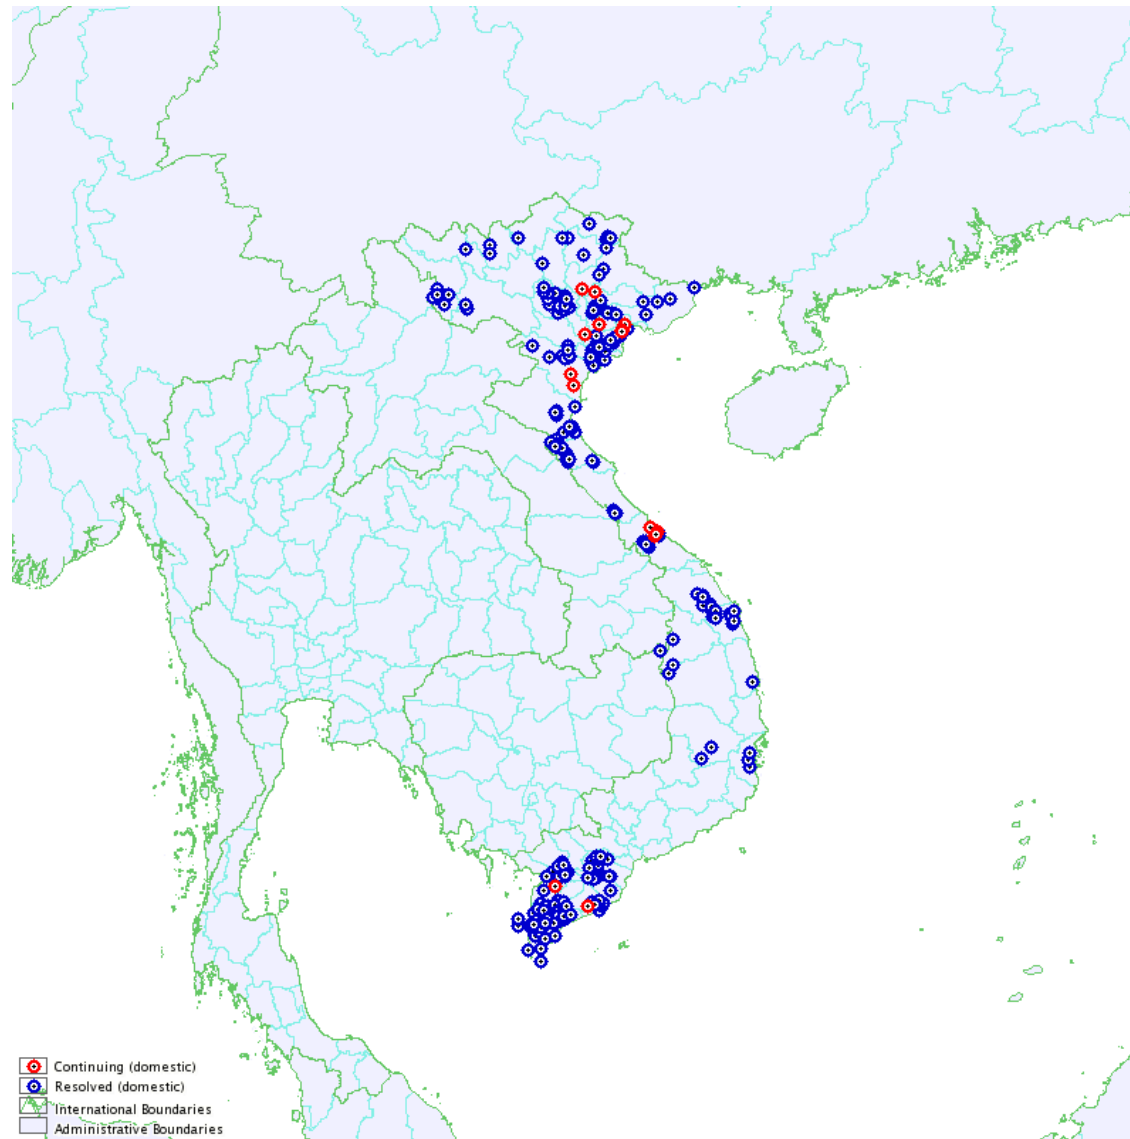 Continuing (domestic)
Resolved (domestic)
International Boundaries
Administrative Boundaries